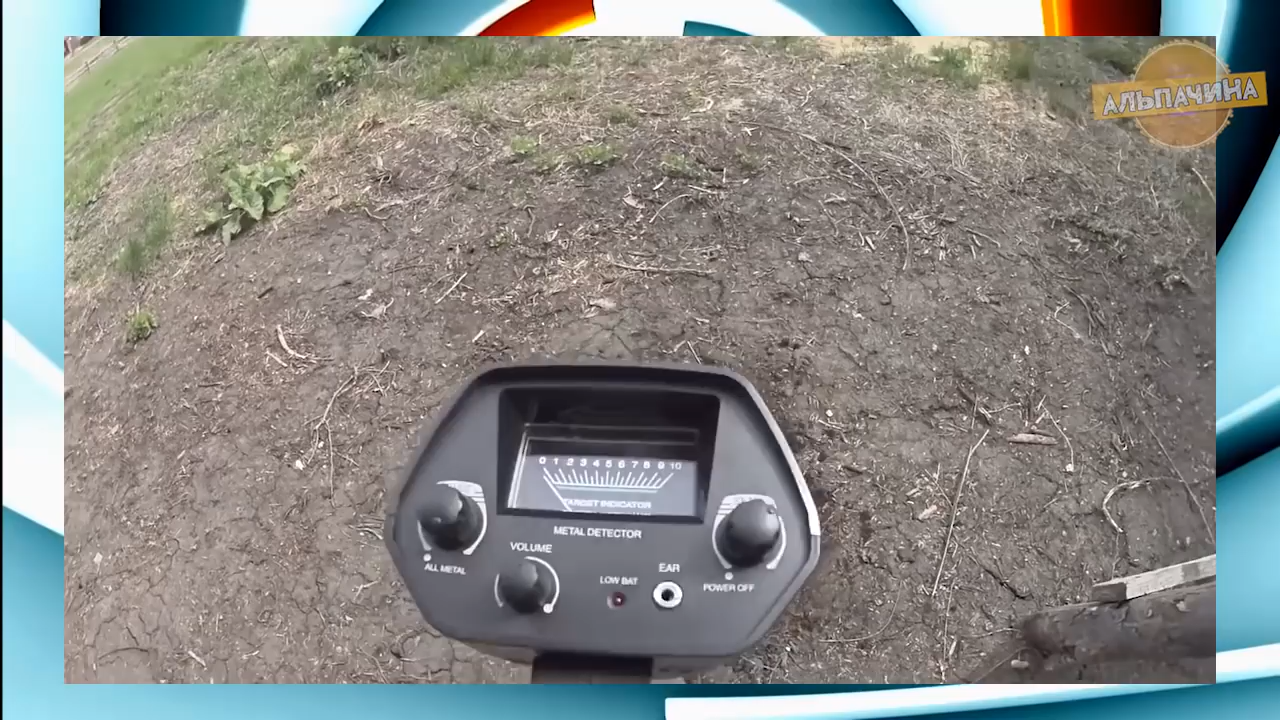 АЛЬПАЧИНА
0 1 2 3 4 5 6 7 8 9 10
TARGET INDICATOR
METAL DETECTOR
ALL METAL
VOLUME
LOW BAT
EAR
POWER OFF